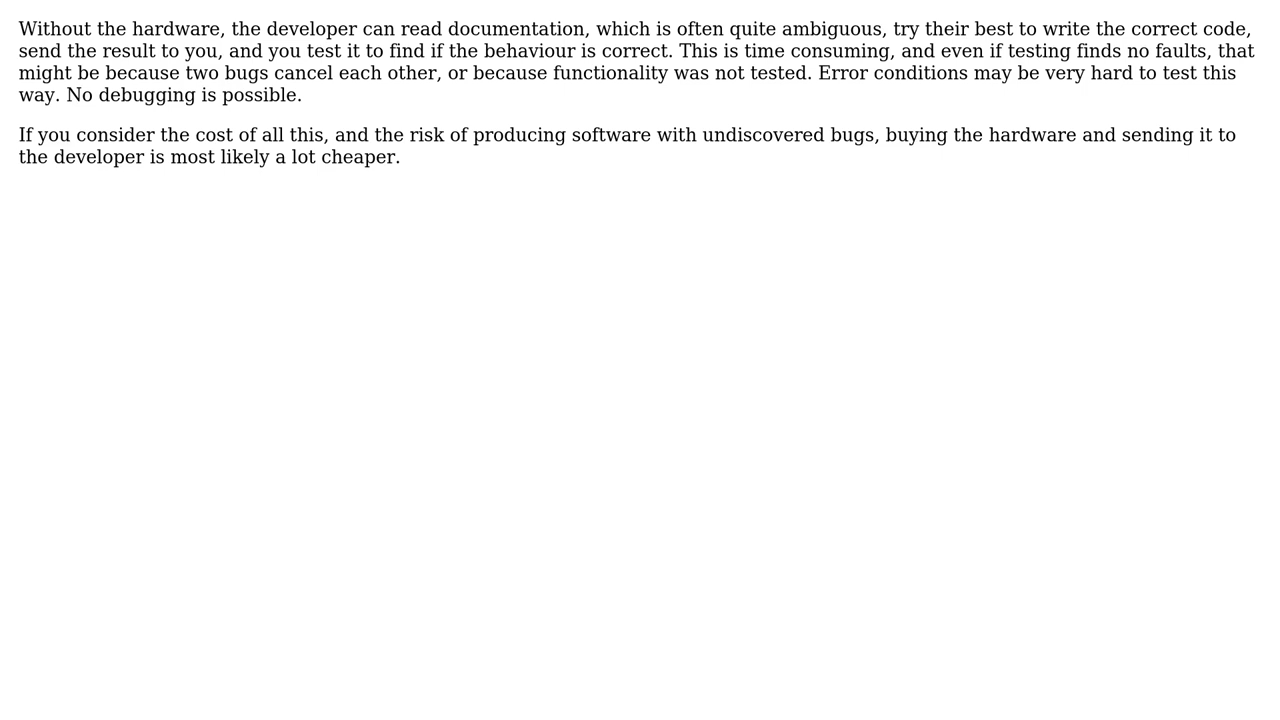 Without the hardware, the developer can read documentation, which is often quite ambiguous, try their best to write the correct code,
send the result to you, and you test it to find if the behaviour is correct. This is time consuming, and even if testing finds no faults, that
might be because two bugs cancel each other, or because functionality was not tested. Error conditions may be very hard to test this
way. No debugging is possible.
If you consider the cost of all this, and the risk of producing software with undiscovered bugs, buying the hardware and sending it to
the developer is most likely a lot cheaper.